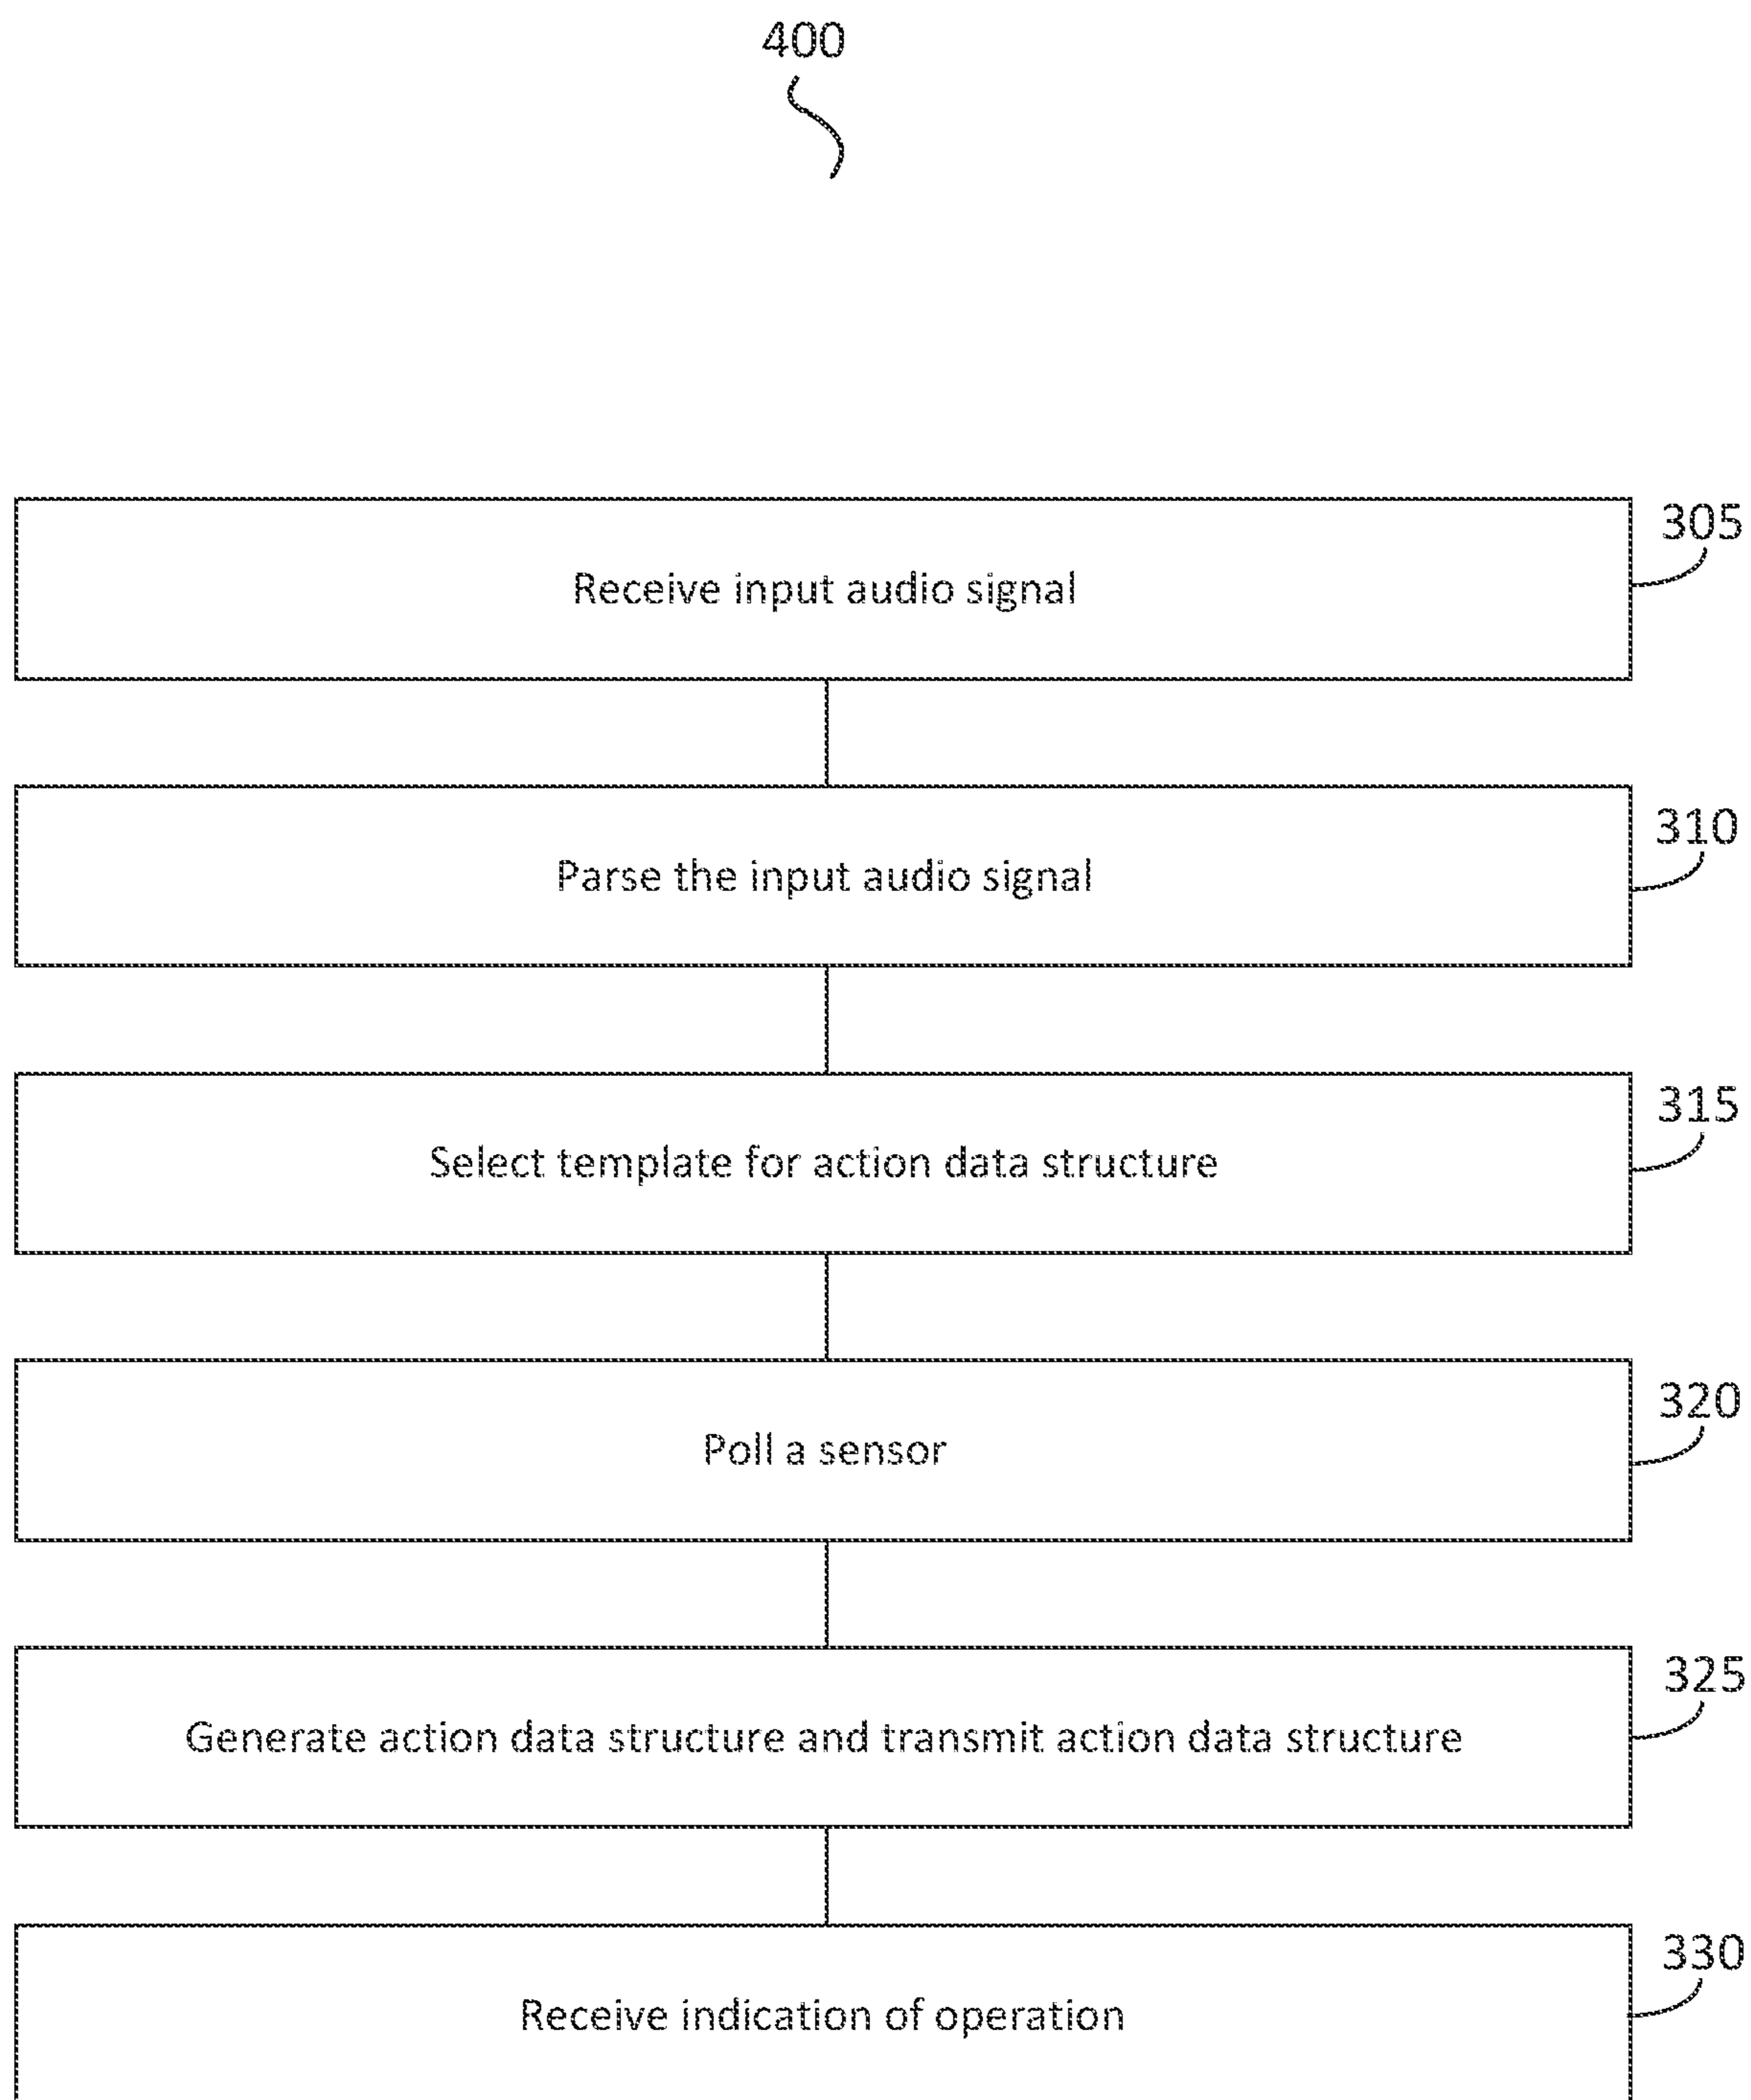 400
Receive input audio signal
305
Parse the input audio signal
310
Select template for action data structure
315
Poll a sensor
320
Generate action data structure and transmit action data structure
325
Receive indication of operation
330